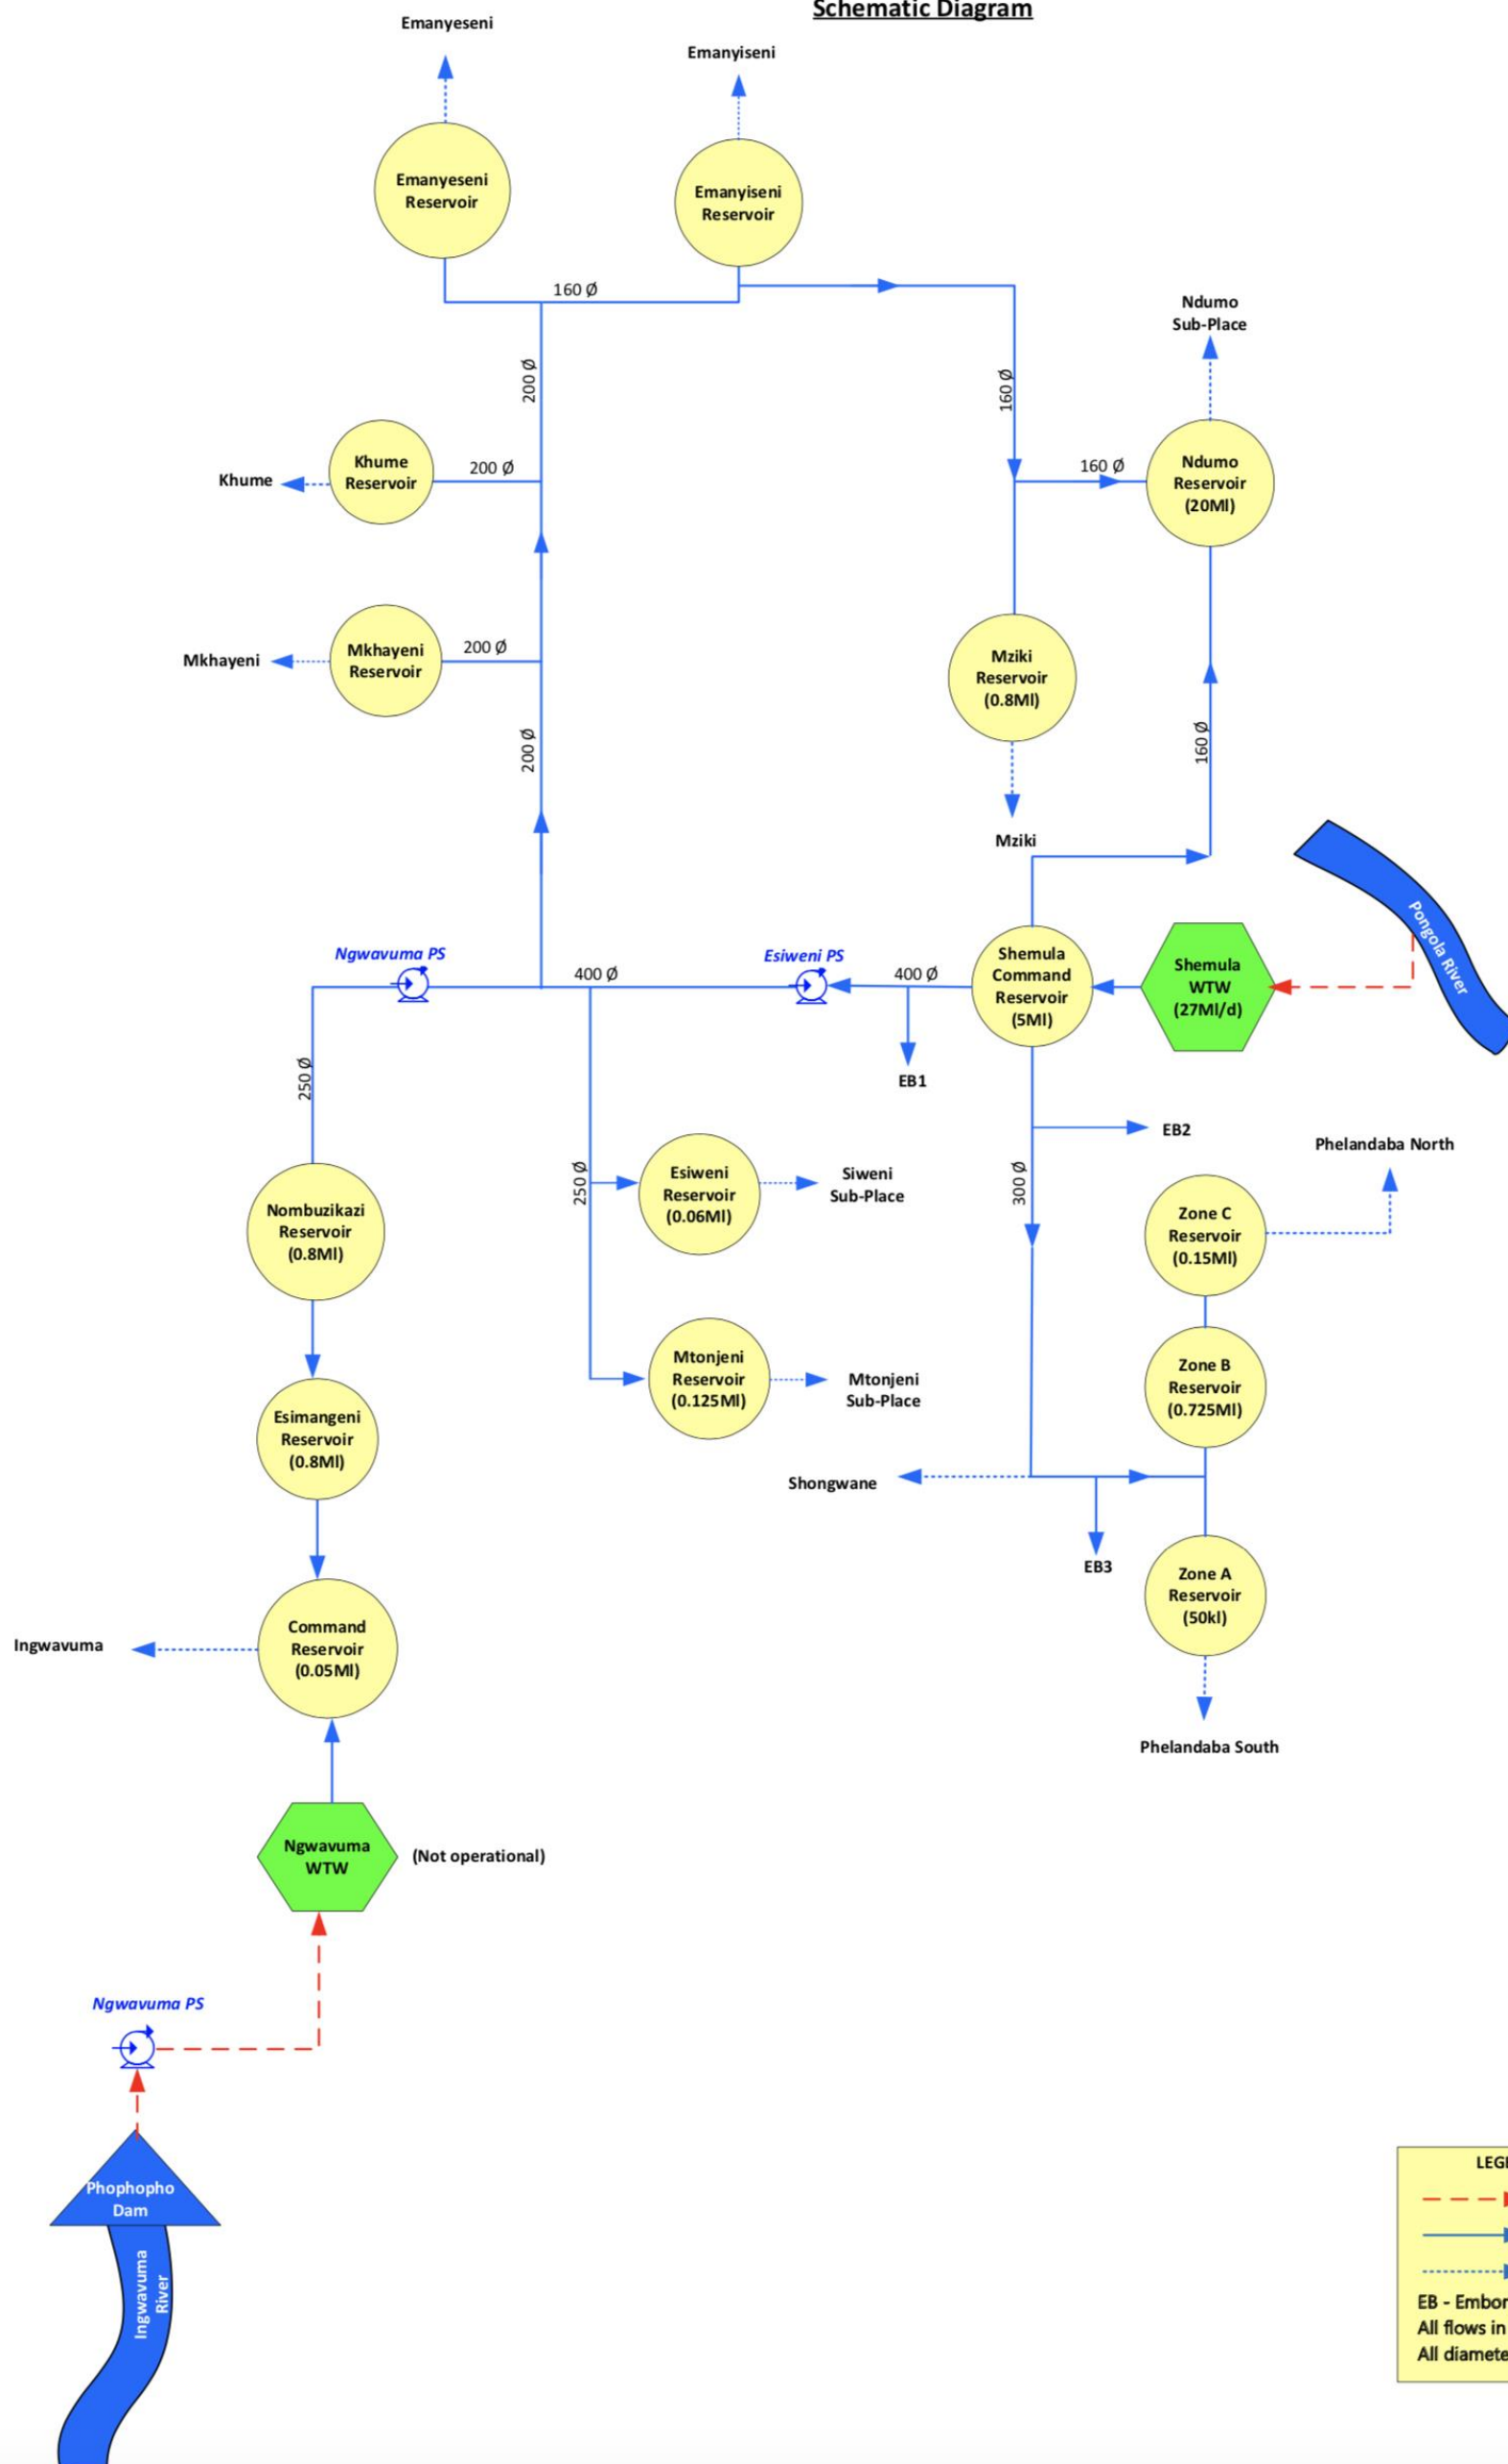 Schematic Diagram
Emanyeseni
Emanyiseni
Emanyeseni
Reservoir
Emanyiseni
Reservoir
160 Ø
Ndumo
Sub-Place
200 Ø
160 Ø
Khume
Khume
Reservoir
200 Ø
160 Ø
Ndumo
Reservoir
(20Ml)
Mkhayeni
Mkhayeni
Reservoir
200 Ø
Mziki
Reservoir
(0.8Ml)
200 Ø
160 Ø
Mziki
Pongola River
Ngwavuma PS
400 Ø
Esiweni PS
400 Ø
Shemula
Command
Reservoir
(5Ml)
Shemula
WTW
(27Ml/d)
250 Ø
EB1
EB2
Phelandaba North
250 Ø
Esiweni
Reservoir
(0.06Ml)
Siweni
Sub-Place
300 Ø
Nombuzikazi
Reservoir
(0.8Ml)
Zone C
Reservoir
(0.15Ml)
Mtonjeni
Reservoir
(0.125Ml)
Mtonjeni
Sub-Place
Zone B
Reservoir
(0.725Ml)
Esimangeni
Reservoir
(0.8Ml)
Shongwane
EB3
Zone A
Reservoir
(50kl)
Ingwavuma
Command
Reservoir
(0.05Ml)
Phelandaba South
Ngwavuma
WTW
(Not operational)
Ngwavuma PS
Phophopho
Dam
Ingwavuma
River
EB - 
All flows in
All